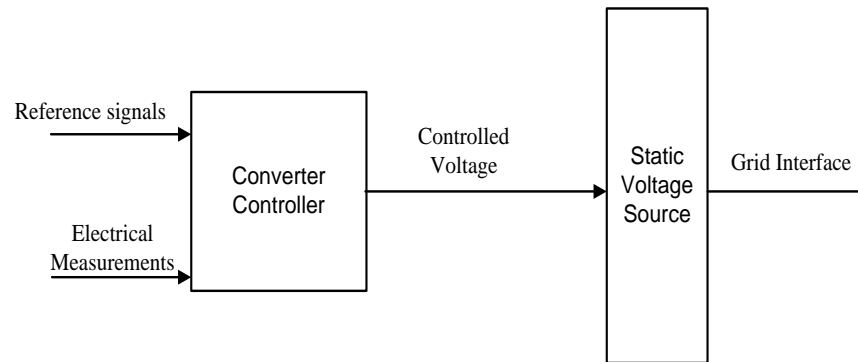 Reference signals
Electrical
Measurements
Converter
Controller
Controlled
Voltage
Static
Voltage
Source
Grid Interface